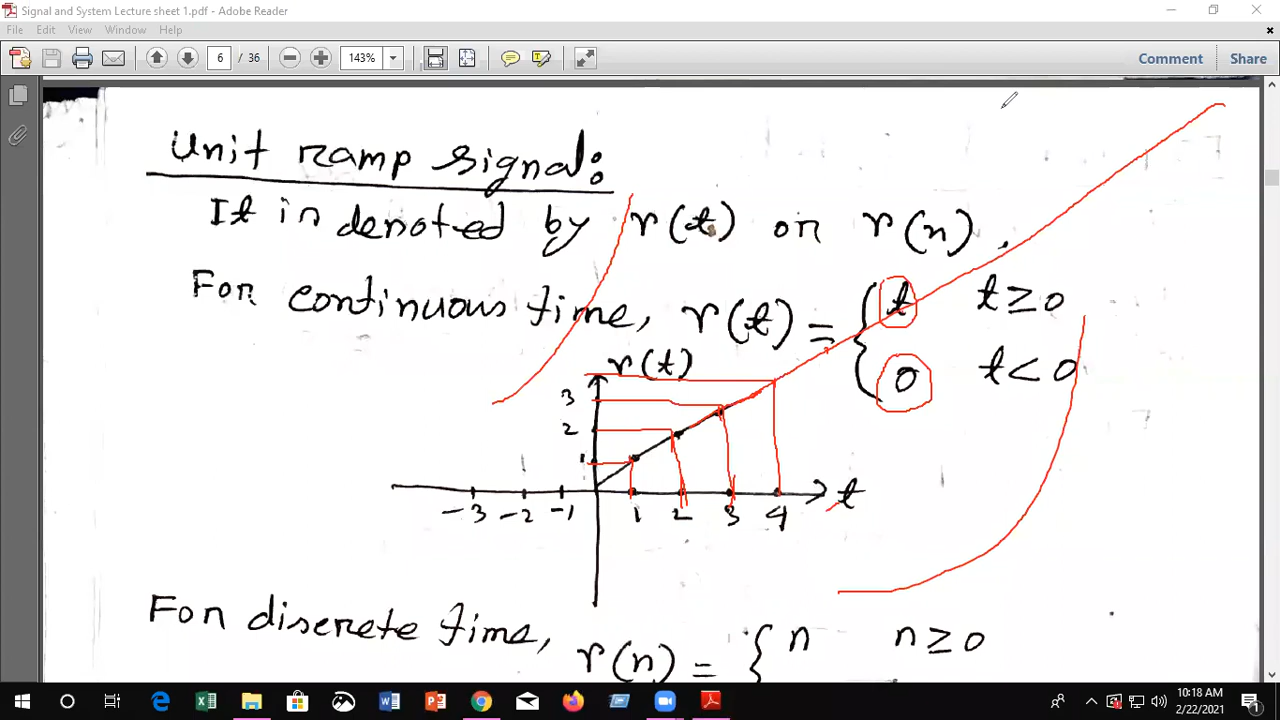 Signal and System Lecture sheet 1.pdf - Adobe Reader
File Edit View Window Help
6 / 36 143% Comment Share
Unit ramp signal:
It is denoted by r(t) or r(n).
For continuous time, r(t) = { t t ≥ 0
0 t < 0
r(t)
3
2
1
-3 -2 -1 1 2 3 4 t
For discrete time,
r(n) = { n n ≥ 0
10:18 AM
2/22/2021